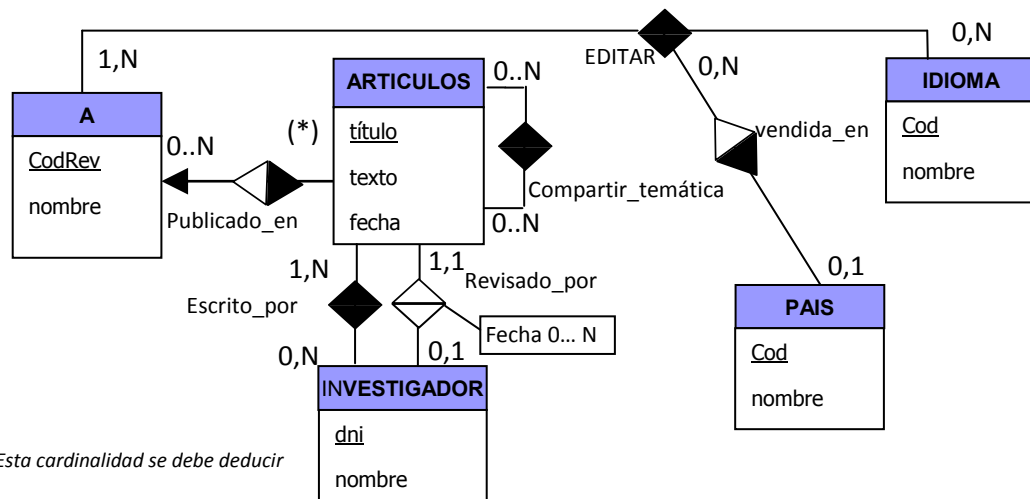 1,N
EDITAR
0,N
0,N
A
CodRev
nombre
0..N
Publicado_en
(*)
ARTICULOS
título
texto
fecha
0..N
Compartir_temática
0..N
vendida_en
IDIOMA
Cod
nombre
0,1
PAIS
Cod
nombre
1,N
Escrito_por
0,N
1,1
Revisado_por
Fecha 0... N
0,1
INVESTIGADOR
dni
nombre
Esta cardinalidad se debe deducir